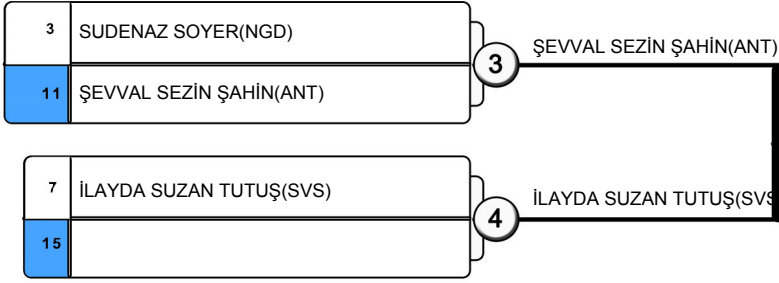 3 SUDENAZ SOYER(NGD)
3 ŞEVVAL SEZİN ŞAHİN(ANT)
11 ŞEVVAL SEZİN ŞAHİN(ANT)
7 İLAYDA SUZAN TUTUŞ(SVS)
4 İLAYDA SUZAN TUTUŞ(SVS
15